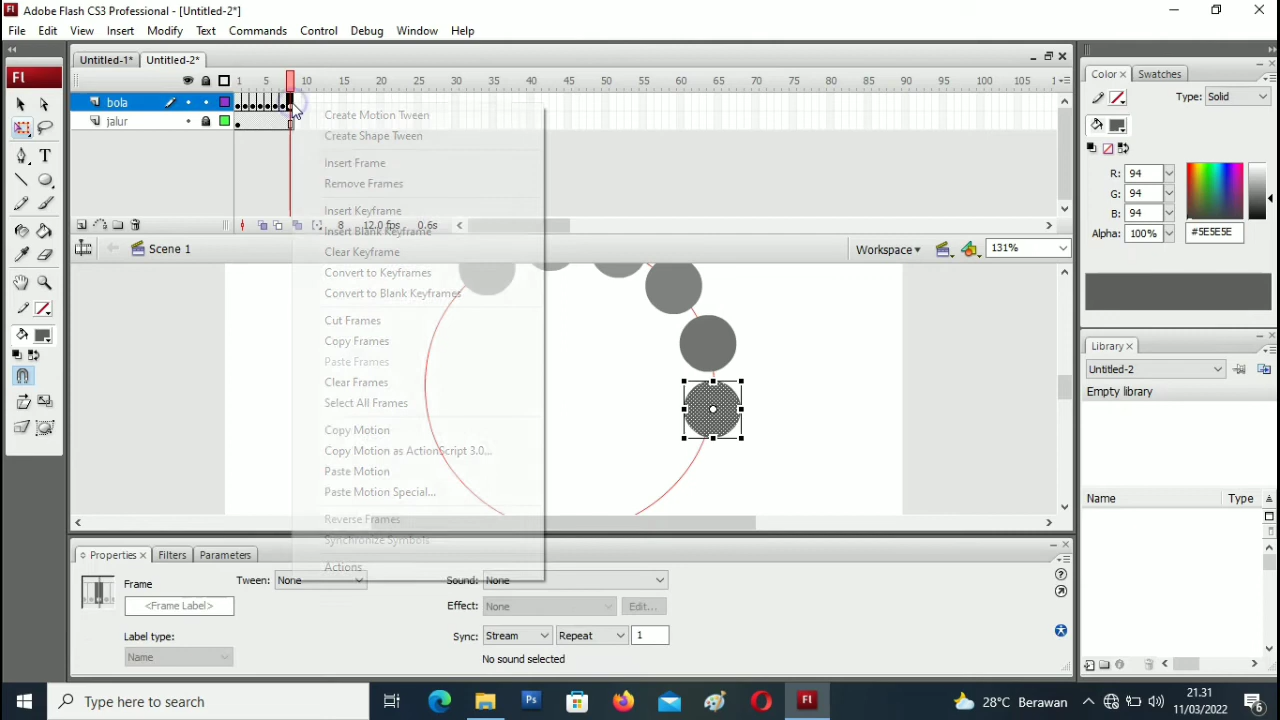 Adobe Flash CS3 Professional - [Untitled-2*]
File Edit View Insert Modify Text Commands Control Debug Window Help
Untitled-1* Untitled-2*
1 5 10 15 20 25 30 35 40 45 50 55 60 65 70 75 80 85 90 95 100 105 1
bola
jalur
8 12.0 fps 0.6s
Scene 1
Workspace
131%
Create Motion Tween
Create Shape Tween
Insert Frame
Remove Frames
Insert Keyframe
Insert Blank Keyframe
Clear Keyframe
Convert to Keyframes
Convert to Blank Keyframes
Cut Frames
Copy Frames
Paste Frames
Clear Frames
Select All Frames
Copy Motion
Copy Motion as ActionScript 3.0...
Paste Motion
Paste Motion Special...
Reverse Frames
Synchronize Symbols
Actions
Color Swatches
Type: Solid
R: 94
G: 94
B: 94
Alpha: 100% #5E5E5E
Library
Untitled-2
Empty library
Name Type
Properties Filters Parameters
Frame
<Frame Label>
Label type:
Name
Tween: None
Sound: None
Effect: None Edit...
Sync: Stream Repeat 1
No sound selected
Type here to search
Ps
Fl
28°C Berawan
21.31
11/03/2022
6